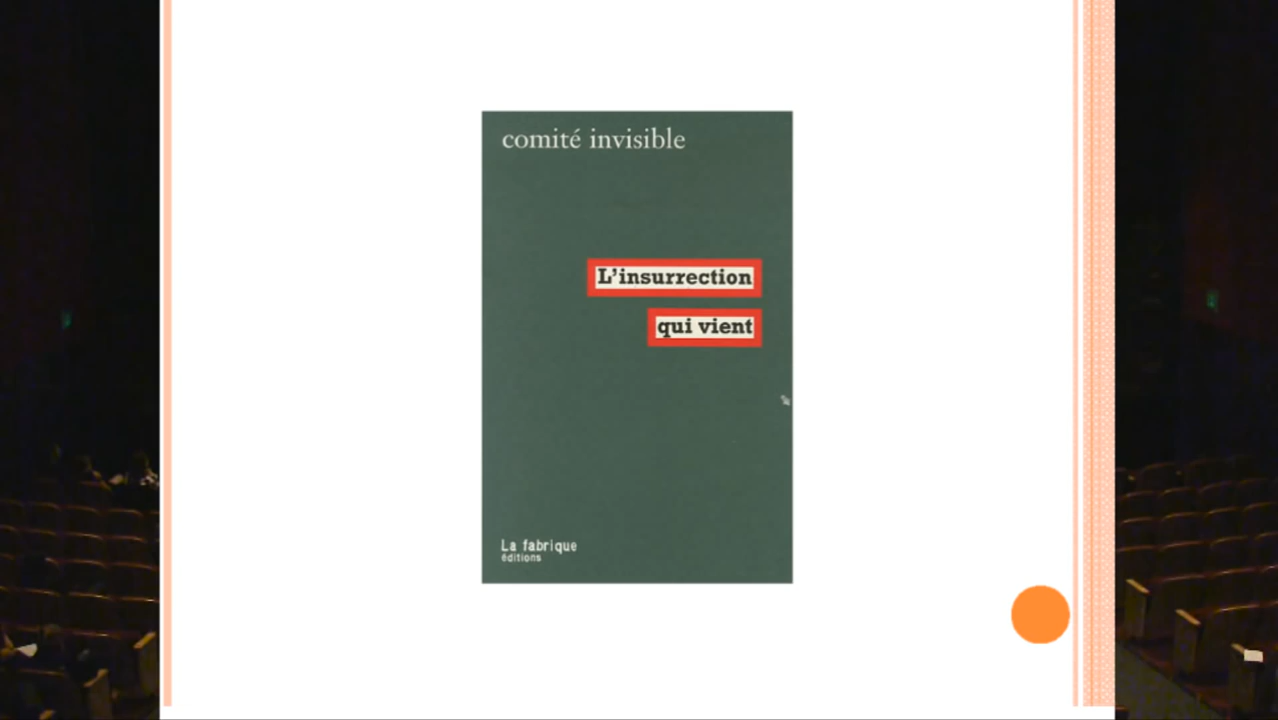 comité invisible
L’insurrection
qui vient
La fabrique
éditions